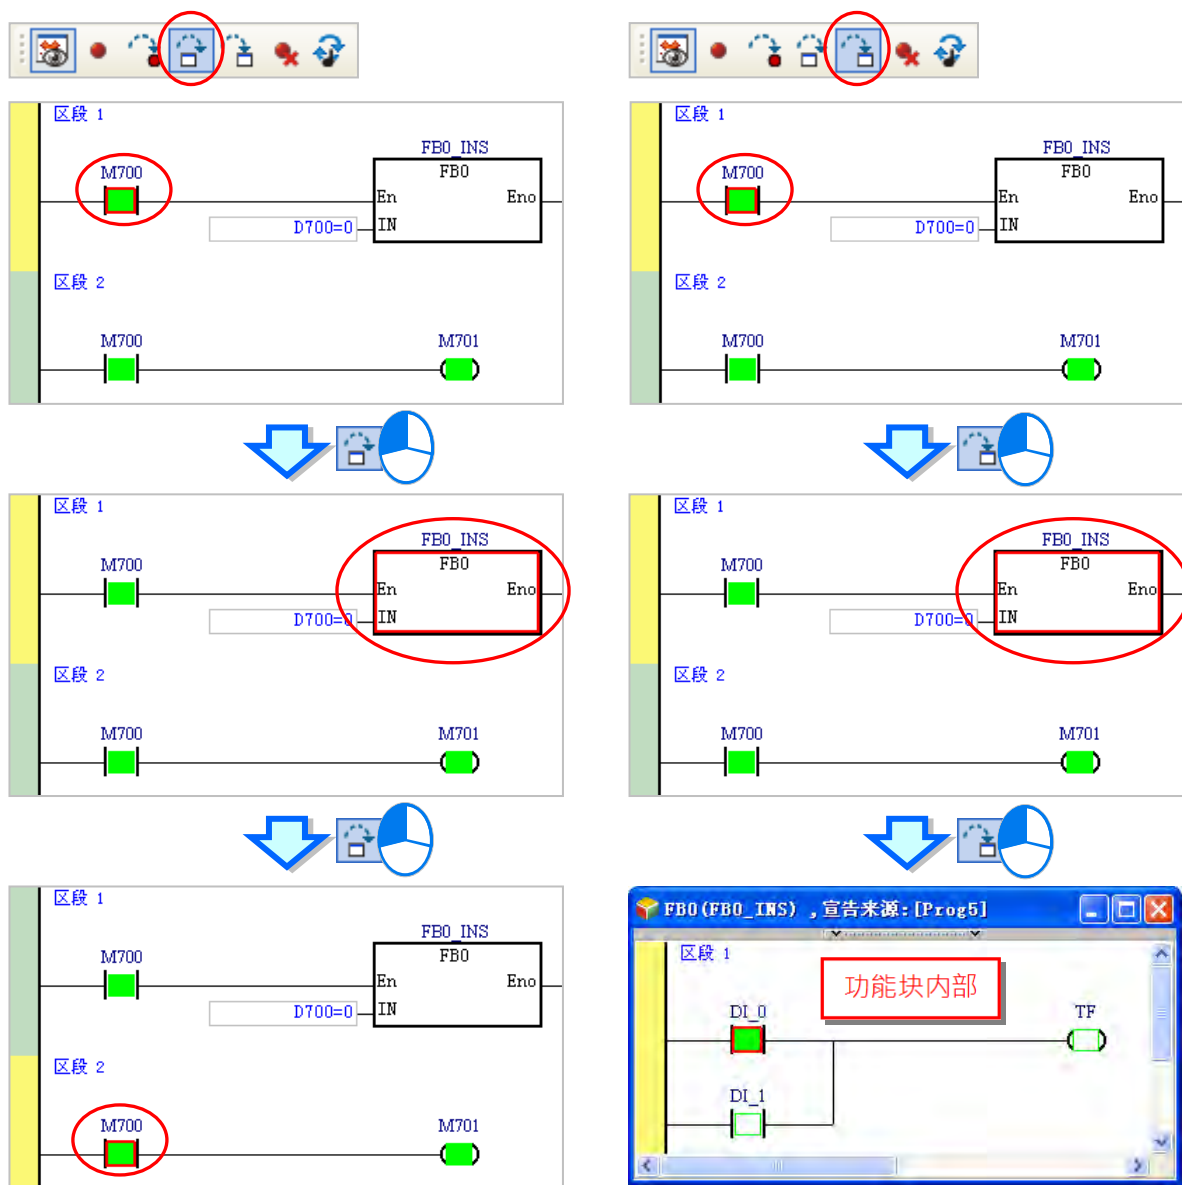 区段 1
FB0_INS
M700
FB0
En
Eno
D700=0
IN
区段 2
M700
M701
区段 1
FB0_INS
M700
FB0
En
Eno
D700=0
IN
区段 2
M700
M701
区段 1
FB0_INS
M700
FB0
En
Eno
D700=0
IN
区段 2
M700
M701
区段 1
FB0_INS
M700
FB0
En
Eno
D700=0
IN
区段 2
M700
M701
区段 1
FB0_INS
M700
FB0
En
Eno
D700=0
IN
区段 2
M700
M701
FB0(FB0_INS) ,宣告来源:[Prog5]
区段 1
功能块内部
DI_0
TF
DI_1